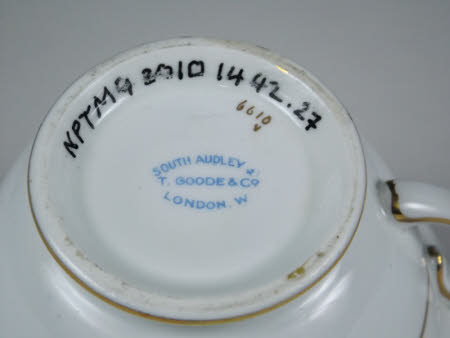 NPTMG 2010 1442.27
6610
v
SOUTH AUDLEY St
T. GOODE & Co
LONDON. W